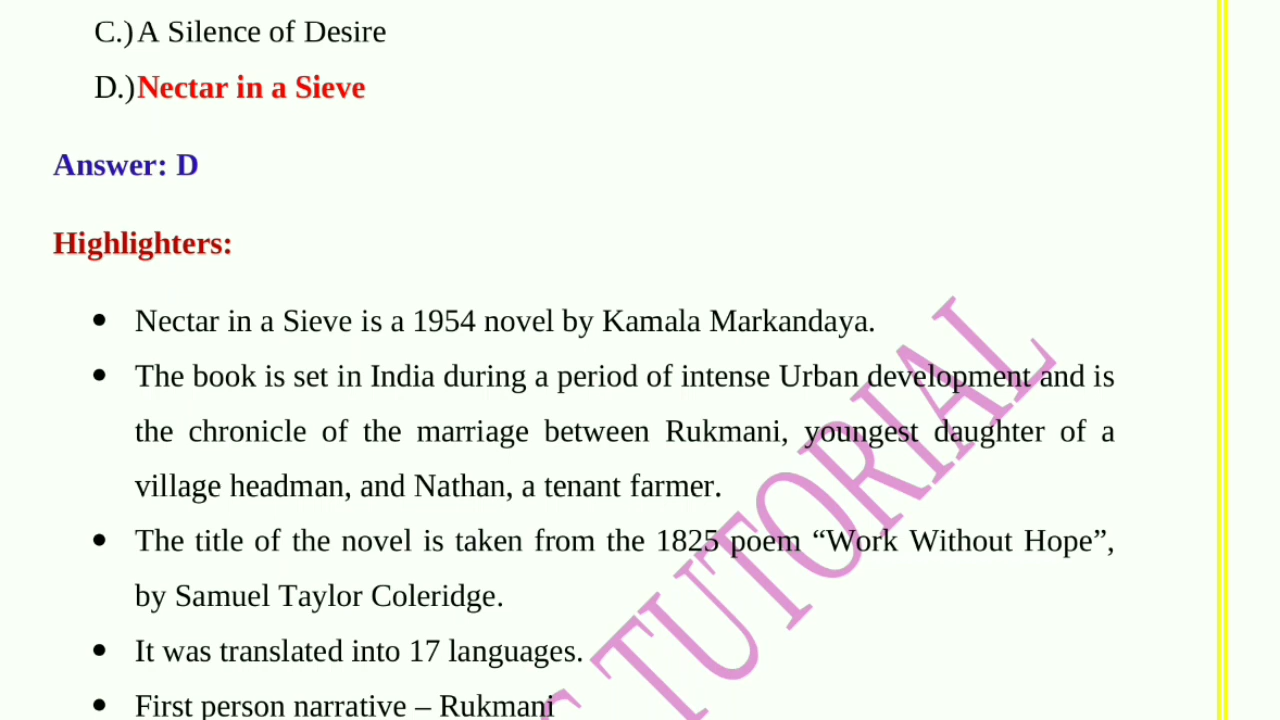 C.) A Silence of Desire
D.) Nectar in a Sieve
Answer: D
Highlighters:
• Nectar in a Sieve is a 1954 novel by Kamala Markandaya.
• The book is set in India during a period of intense Urban development and is
the chronicle of the marriage between Rukmani, youngest daughter of a
village headman, and Nathan, a tenant farmer.
• The title of the novel is taken from the 1825 poem “Work Without Hope”,
by Samuel Taylor Coleridge.
• It was translated into 17 languages.
• First person narrative – Rukmani
TUTORIAL